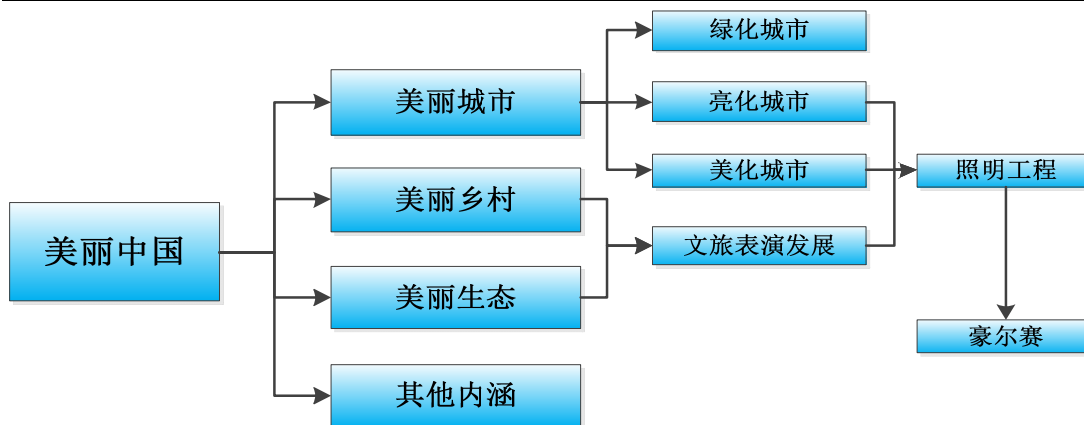 美丽中国
美丽城市
美丽乡村
美丽生态
其他内涵
绿化城市
亮化城市
美化城市
文旅表演发展
照明工程
豪尔赛